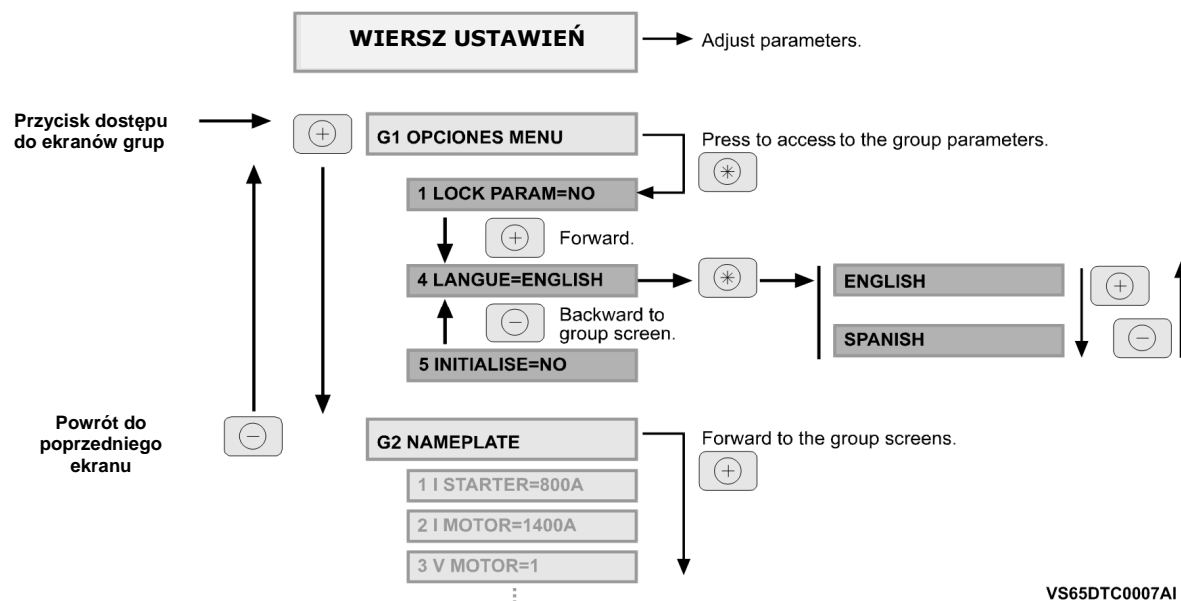 WIERSZ USTAWIEŃ
Adjust parameters.
Przycisk dostępu
do ekranów grup
G1 OPCIONES MENU
Press to access to the group parameters.
1 LOCK PARAM=NO
Forward.
4 LANGUE=ENGLISH
ENGLISH
Backward to
group screen.
SPANISH
5 INITIALISE=NO
Powrót do
poprzedniego
ekranu
G2 NAMEPLATE
Forward to the group screens.
1 I STARTER=800A
2 I MOTOR=1400A
3 V MOTOR=1
VS65DTC0007AI